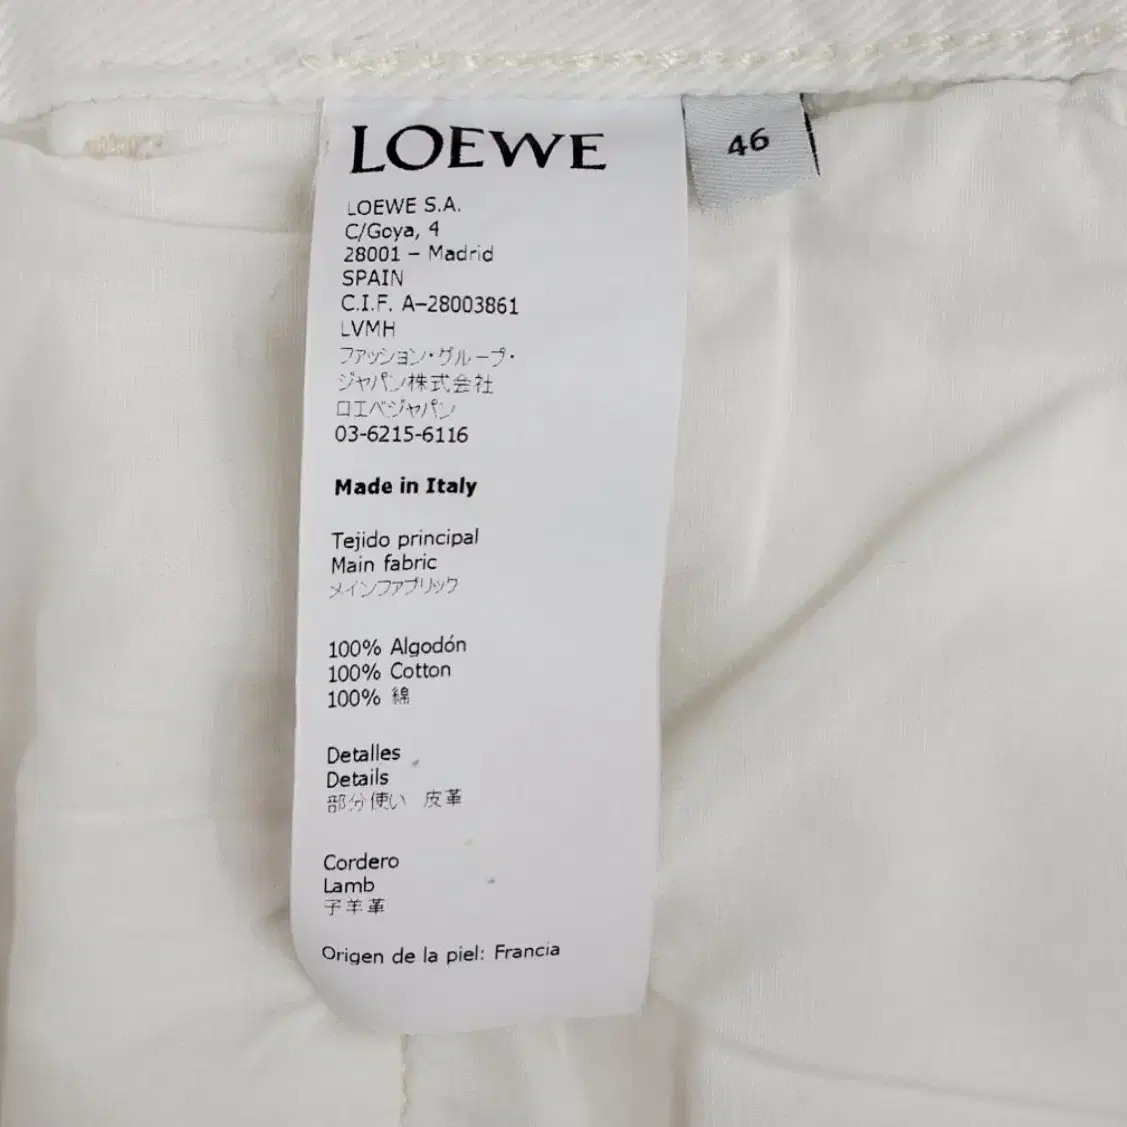 LOEWE
46
LOEWE S.A.
C/Goya, 4
28001 – Madrid
SPAIN
C.I.F. A–28003861
LVMH
ファッション・グループ・
ジャパン株式会社
ロエベジャパン
03-6215-6116
Made in Italy
Tejido principal
Main fabric
メインファブリック
100% Algodón
100% Cotton
100% 綿
Detalles
Details
部分使い 皮革
Cordero
Lamb
子羊革
Origen de la piel: Francia